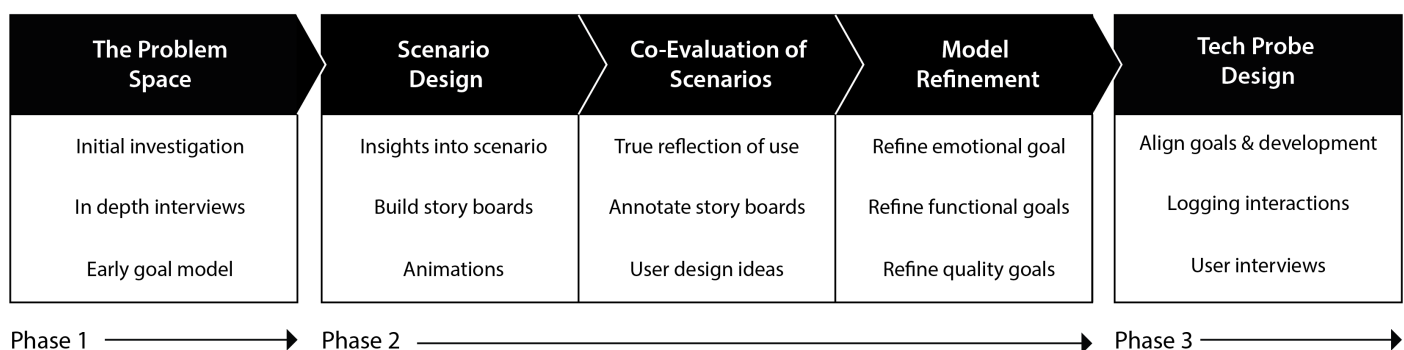 The Problem
Space
Initial investigation
In depth interviews
Early goal model
Scenario
Design
Insights into scenario
Build story boards
Animations
Co-Evaluation of
Scenarios
True reflection of use
Annotate story boards
User design ideas
Model
Refinement
Refine emotional goal
Refine functional goals
Refine quality goals
Tech Probe
Design
Align goals & development
Logging interactions
User interviews
Phase 1
Phase 2
Phase 3